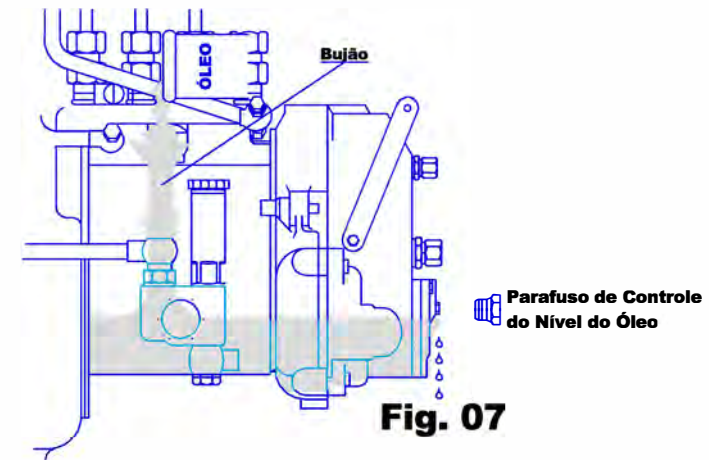 ÓLEO
Bujão
Parafuso de Controle
do Nível do Óleo
Fig. 07